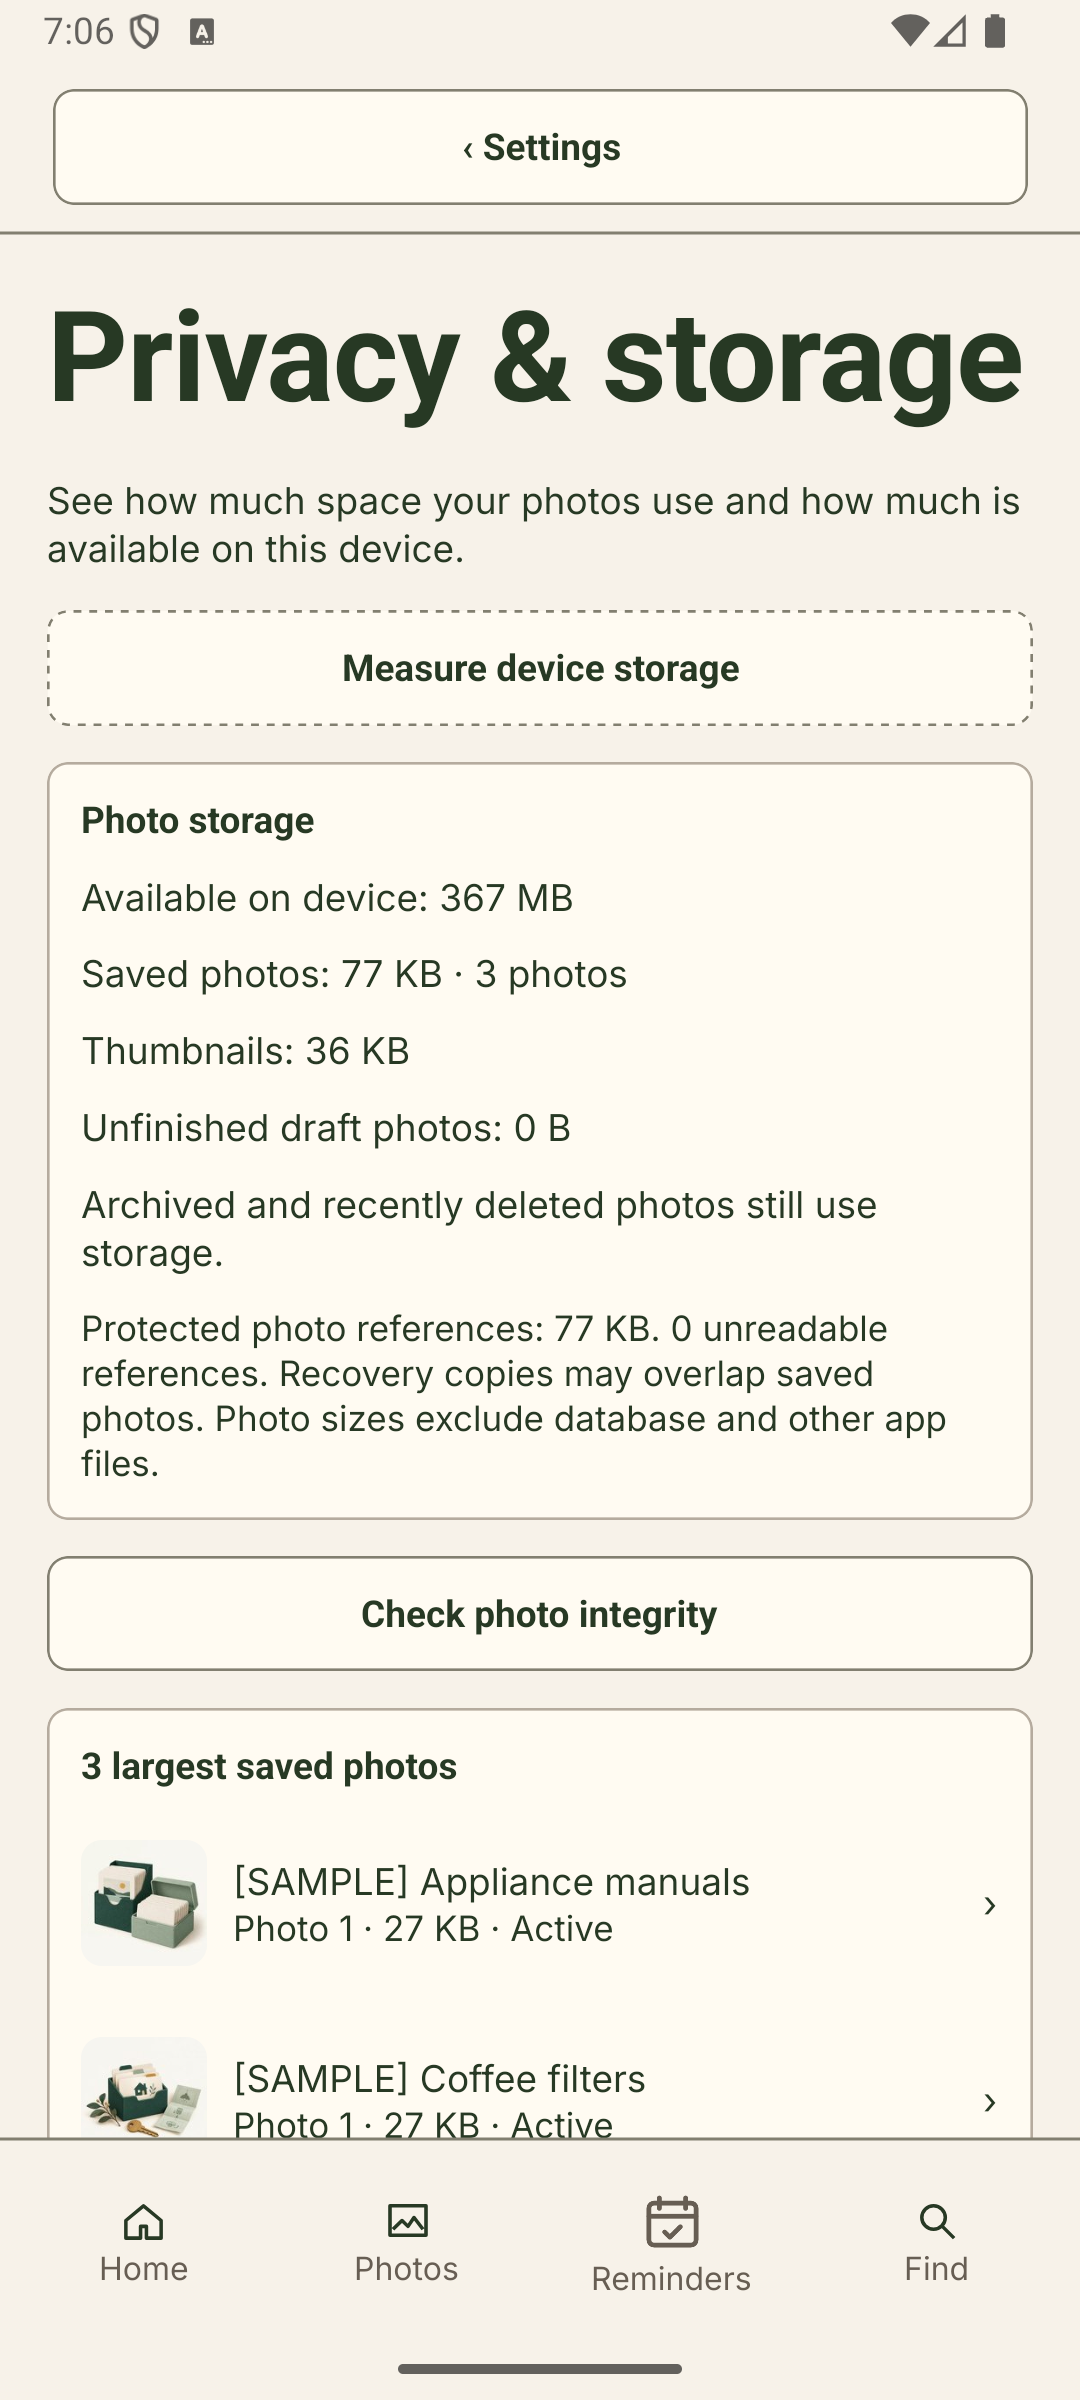 7:06
‹ Settings
Privacy & storage
See how much space your photos use and how much is
available on this device.
Measure device storage
Photo storage
Available on device: 367 MB
Saved photos: 77 KB · 3 photos
Thumbnails: 36 KB
Unfinished draft photos: 0 B
Archived and recently deleted photos still use
storage.
Protected photo references: 77 KB. 0 unreadable
references. Recovery copies may overlap saved
photos. Photo sizes exclude database and other app
files.
Check photo integrity
3 largest saved photos
[SAMPLE] Appliance manuals
Photo 1 · 27 KB · Active
›
[SAMPLE] Coffee filters
Photo 1 · 27 KB · Active
›
Home
Photos
Reminders
Find